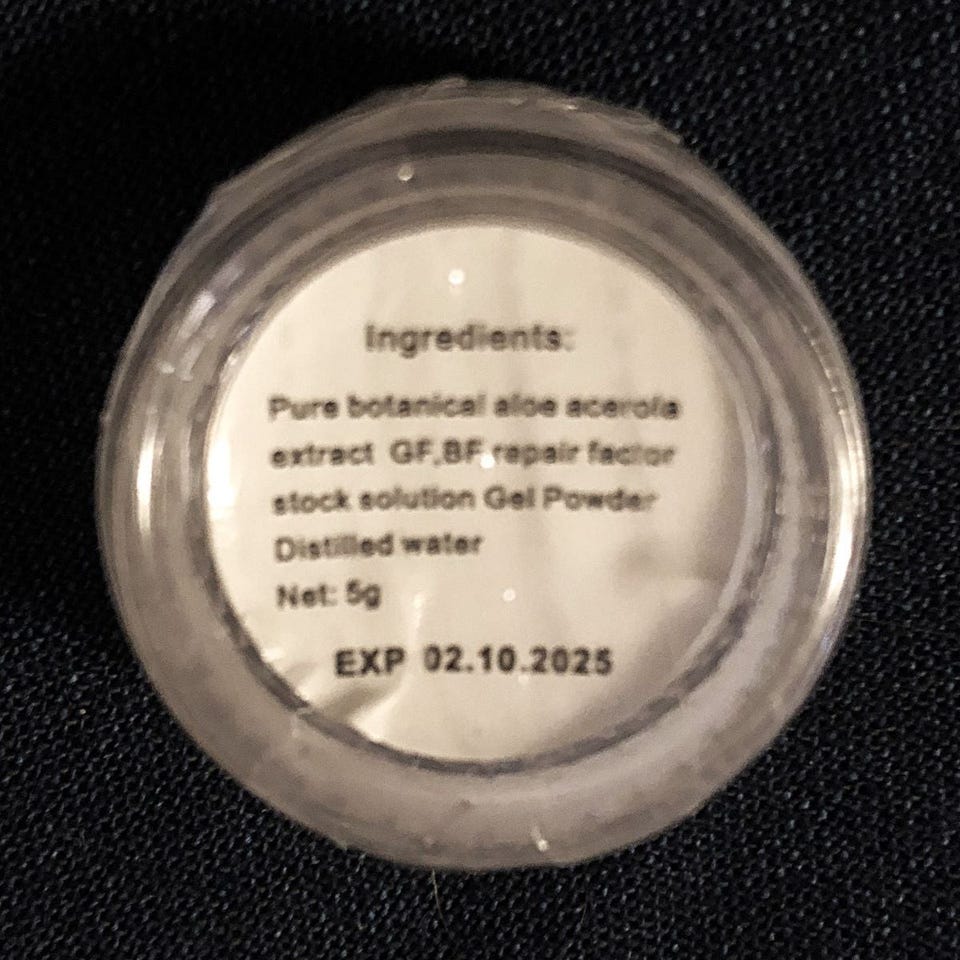 Ingredients:
Pure botanical aloe acerola
extract GF,BF repair factor
stock solution Gel Powder
Distilled water
Net: 5g
EXP 02.10.2025